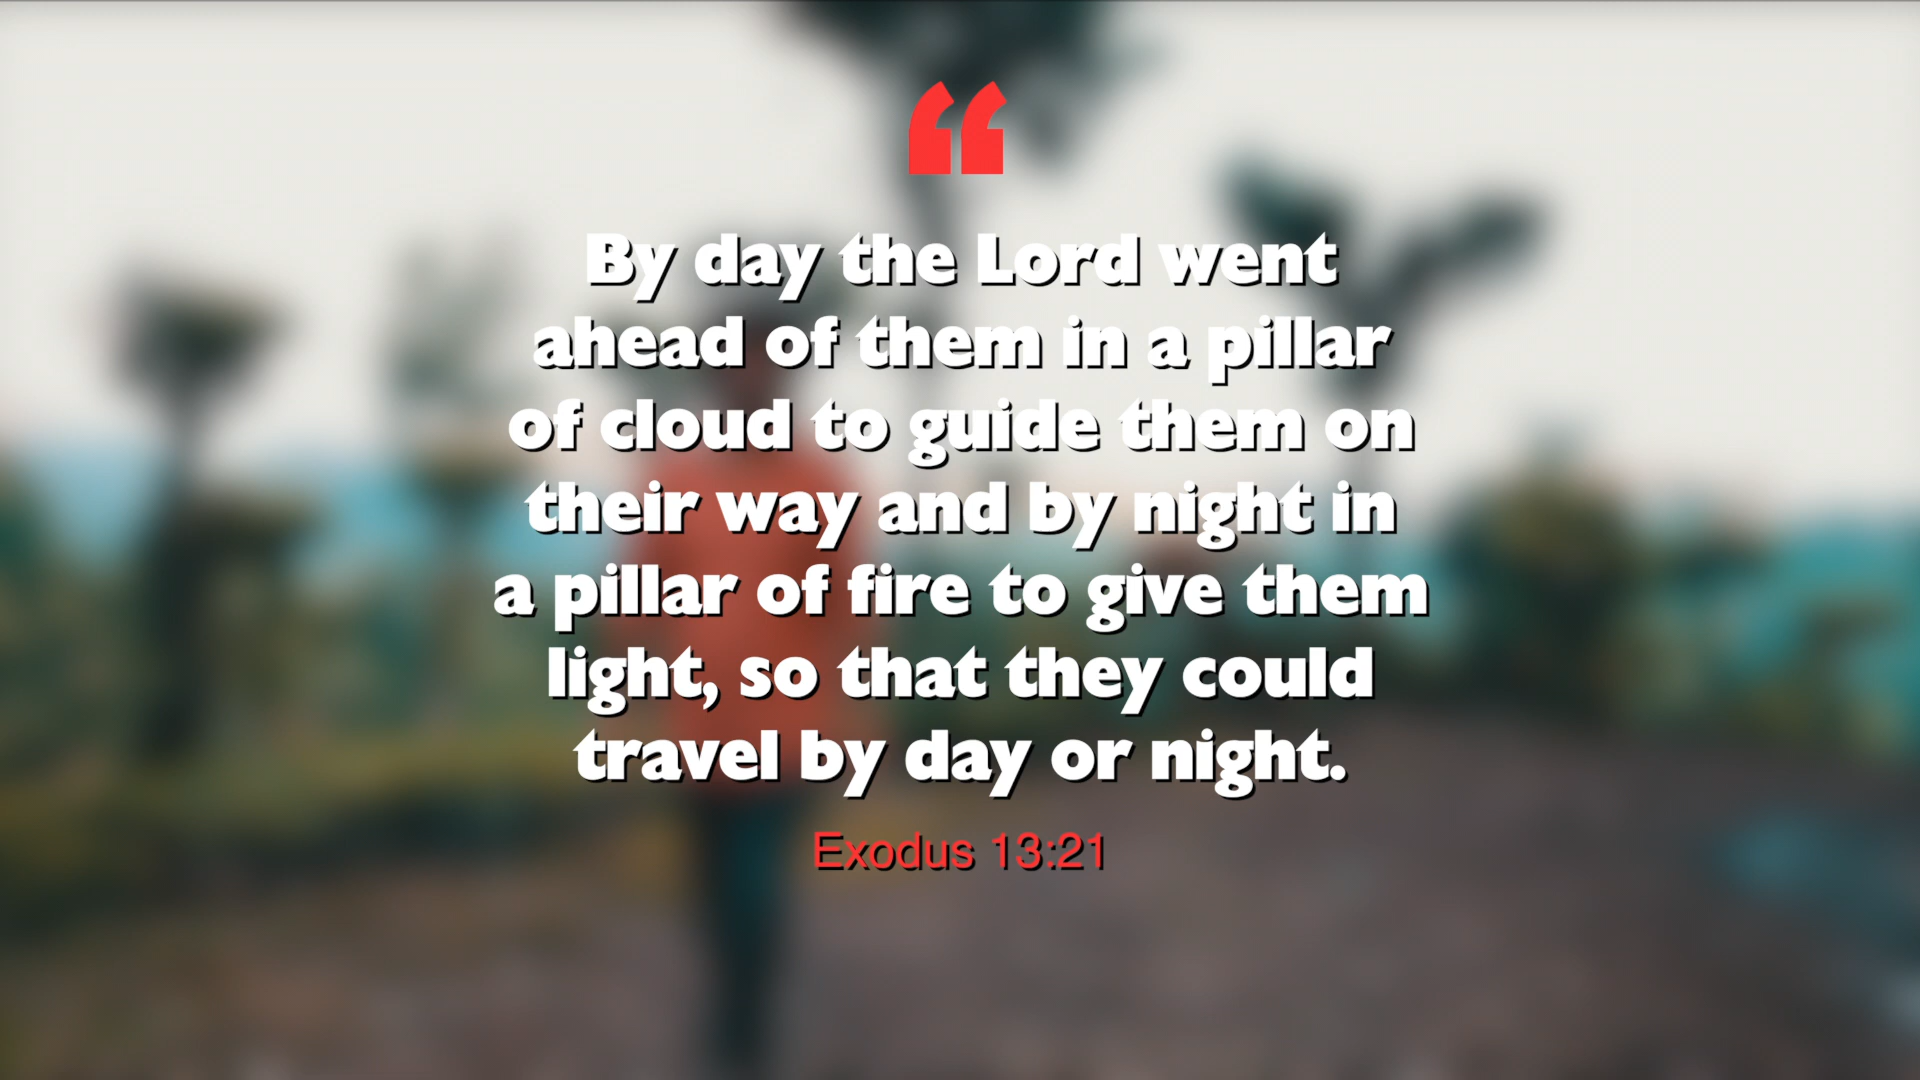 “
By day the Lord went
ahead of them in a pillar
of cloud to guide them on
their way and by night in
a pillar of fire to give them
light, so that they could
travel by day or night.
Exodus 13:21